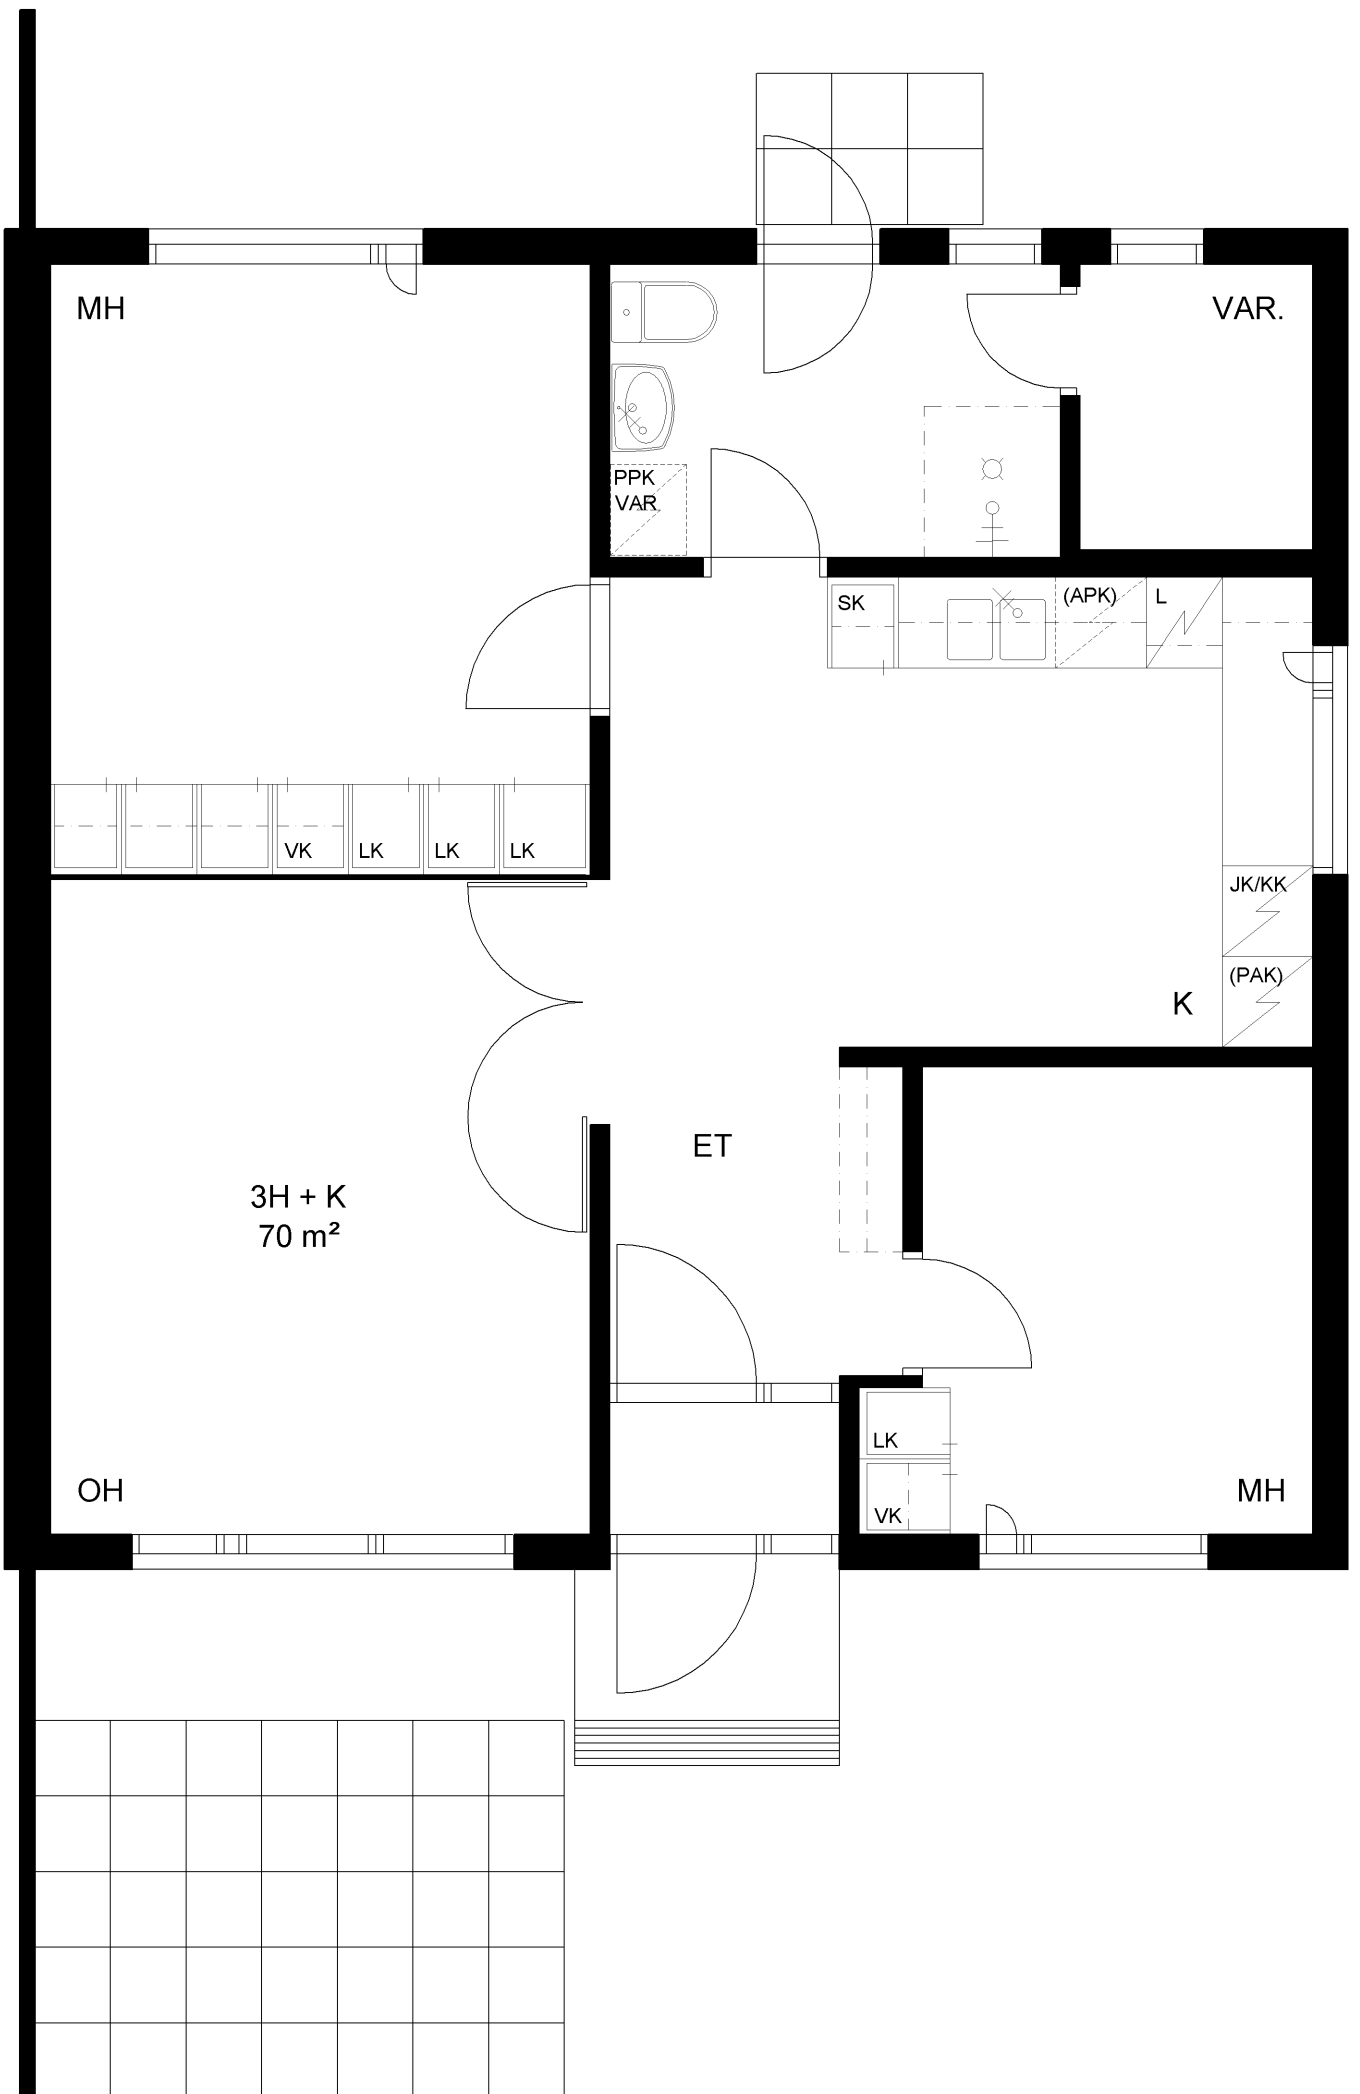 MH
VAR.
PPK
VAR
SK
(APK)
L
VK
LK
LK
LK
JK/KK
(PAK)
K
ET
3H + K
70 m²
LK
OH
MH
VK